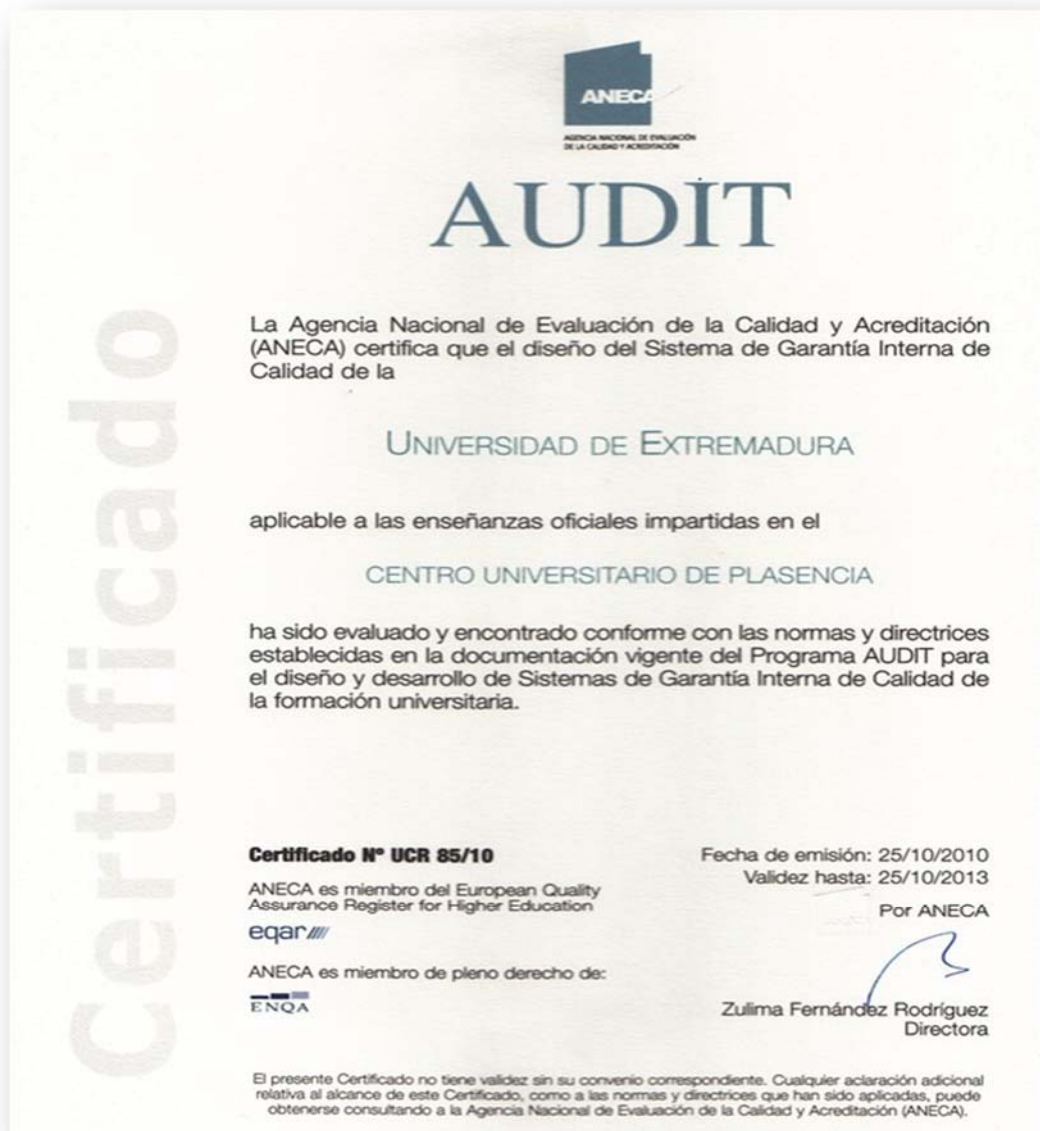 ANECA
AGENCIA NACIONAL DE EVALUACIÓN
DE LA CALIDAD Y ACREDITACIÓN
AUDIT
Certificado
La Agencia Nacional de Evaluación de la Calidad y Acreditación
(ANECA) certifica que el diseño del Sistema de Garantía Interna de
Calidad de la
UNIVERSIDAD DE EXTREMADURA
aplicable a las enseñanzas oficiales impartidas en el
CENTRO UNIVERSITARIO DE PLASENCIA
ha sido evaluado y encontrado conforme con las normas y directrices
establecidas en la documentación vigente del Programa AUDIT para
el diseño y desarrollo de Sistemas de Garantía Interna de Calidad de
la formación universitaria.
Certificado Nº UCR 85/10
ANECA es miembro del European Quality
Assurance Register for Higher Education
eqar
ANECA es miembro de pleno derecho de:
ENQA
Fecha de emisión: 25/10/2010
Validez hasta: 25/10/2013
Por ANECA
Zulima Fernández Rodríguez
Directora
El presente Certificado no tiene validez sin su convenio correspondiente. Cualquier aclaración adicional
relativa al alcance de este Certificado, como a las normas y directrices que han sido aplicadas, puede
obtenerse consultando a la Agencia Nacional de Evaluación de la Calidad y Acreditación (ANECA).